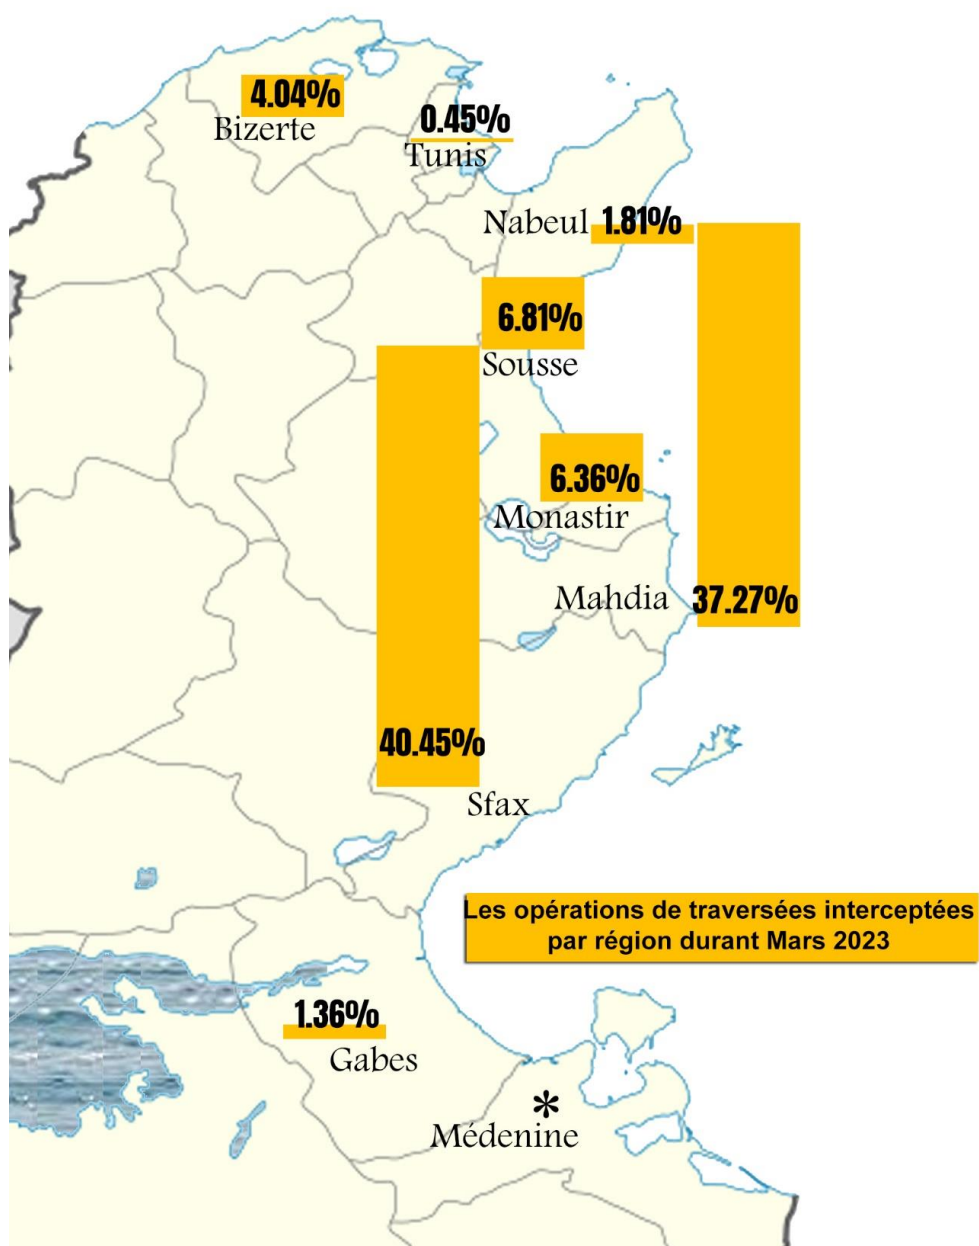 4.04%
Bizerte
0.45%
Tunis
Nabeul 1.81%
6.81%
Sousse
6.36%
Monastir
Mahdia 37.27%
40.45%
Sfax
Les opérations de traversées interceptées
par région durant Mars 2023
1.36%
Gabes
*
Médenine